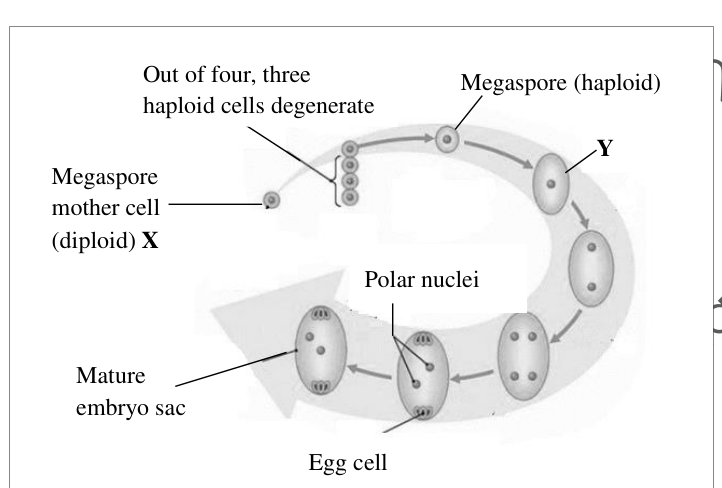 Out of four, three
haploid cells degenerate
Megaspore (haploid)
Y
Megaspore
mother cell
(diploid) X
Polar nuclei
Mature
embryo sac
Egg cell